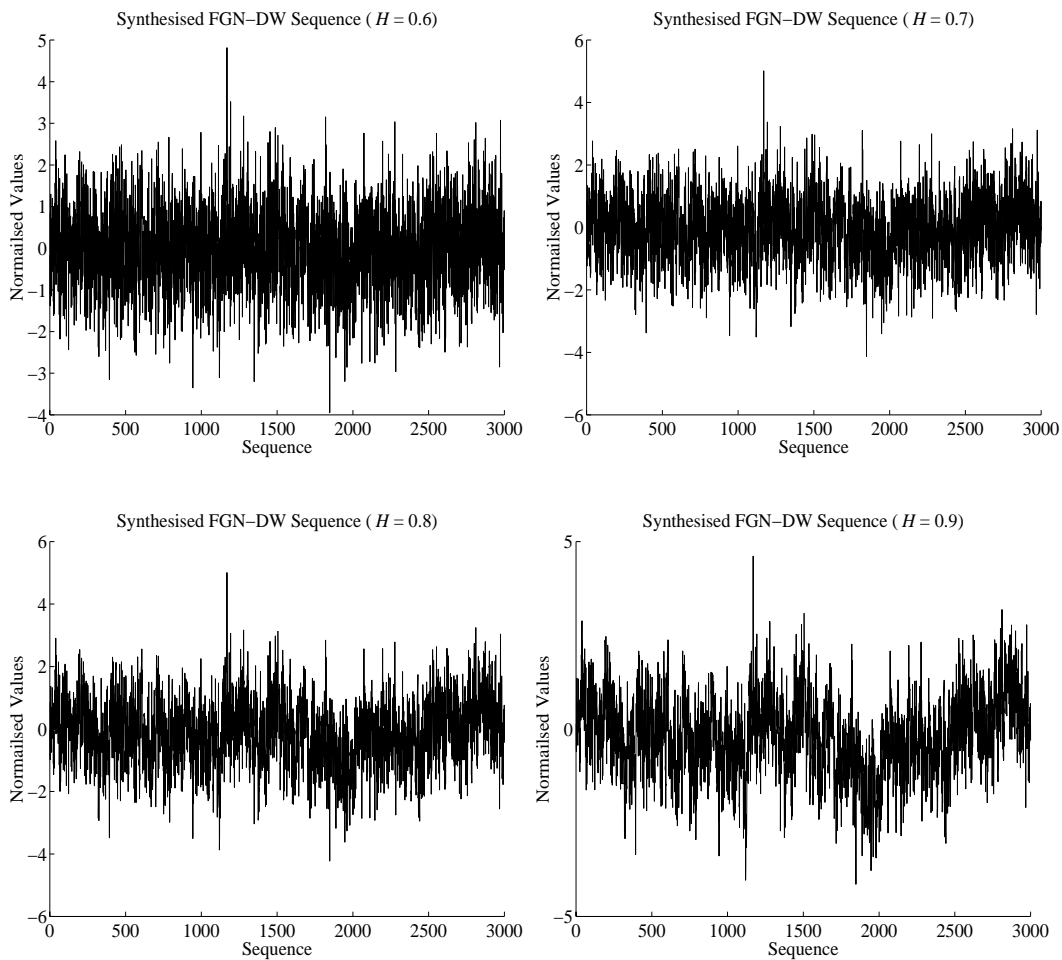 Synthesised FGN−DW Sequence ( H = 0.6)
5
4
3
2
1
0
−1
−2
−3
−4
Normailsed Values
0 500 1000 1500 2000 2500 3000
Sequence
Synthesised FGN−DW Sequence ( H = 0.7)
6
4
2
0
−2
−4
−6
Normailsed Values
0 500 1000 1500 2000 2500 3000
Sequence
Synthesised FGN−DW Sequence ( H = 0.8)
6
4
2
0
−2
−4
−6
Normailsed Values
0 500 1000 1500 2000 2500 3000
Sequence
Synthesised FGN−DW Sequence ( H = 0.9)
5
0
−5
Normailsed Values
0 500 1000 1500 2000 2500 3000
Sequence